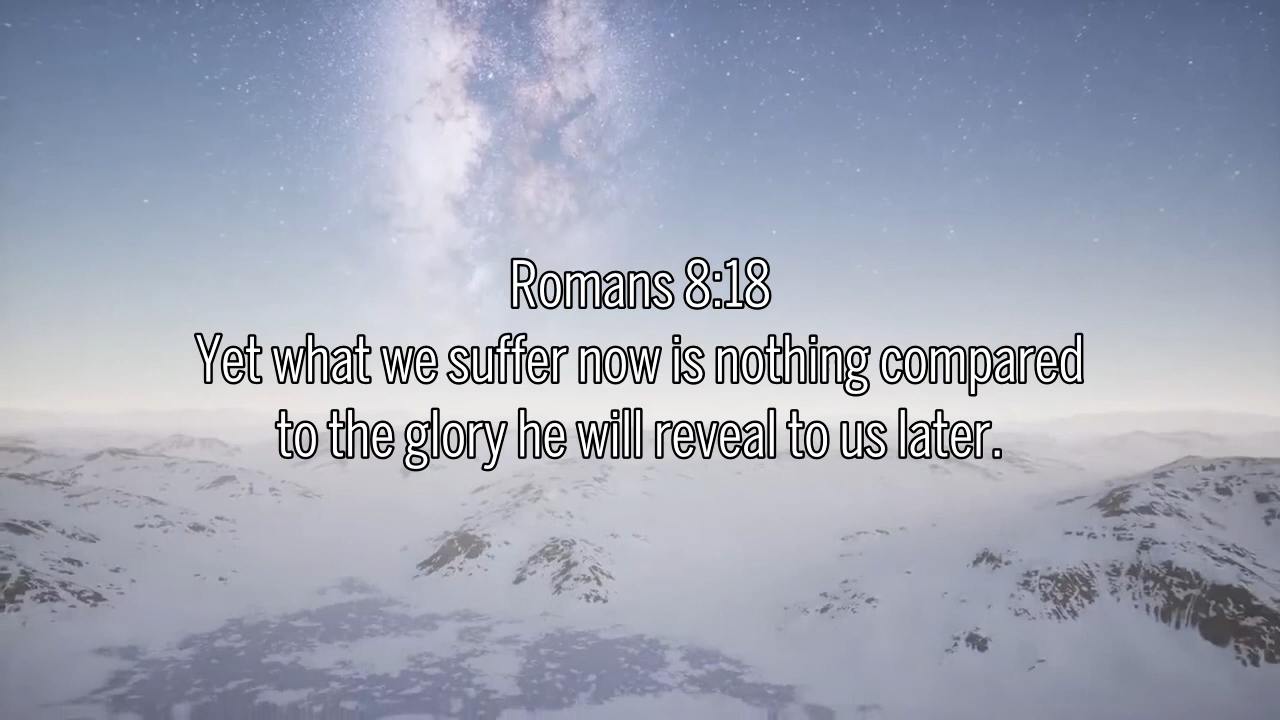 Romans 8:18
Yet what we suffer now is nothing compared
to the glory he will reveal to us later.